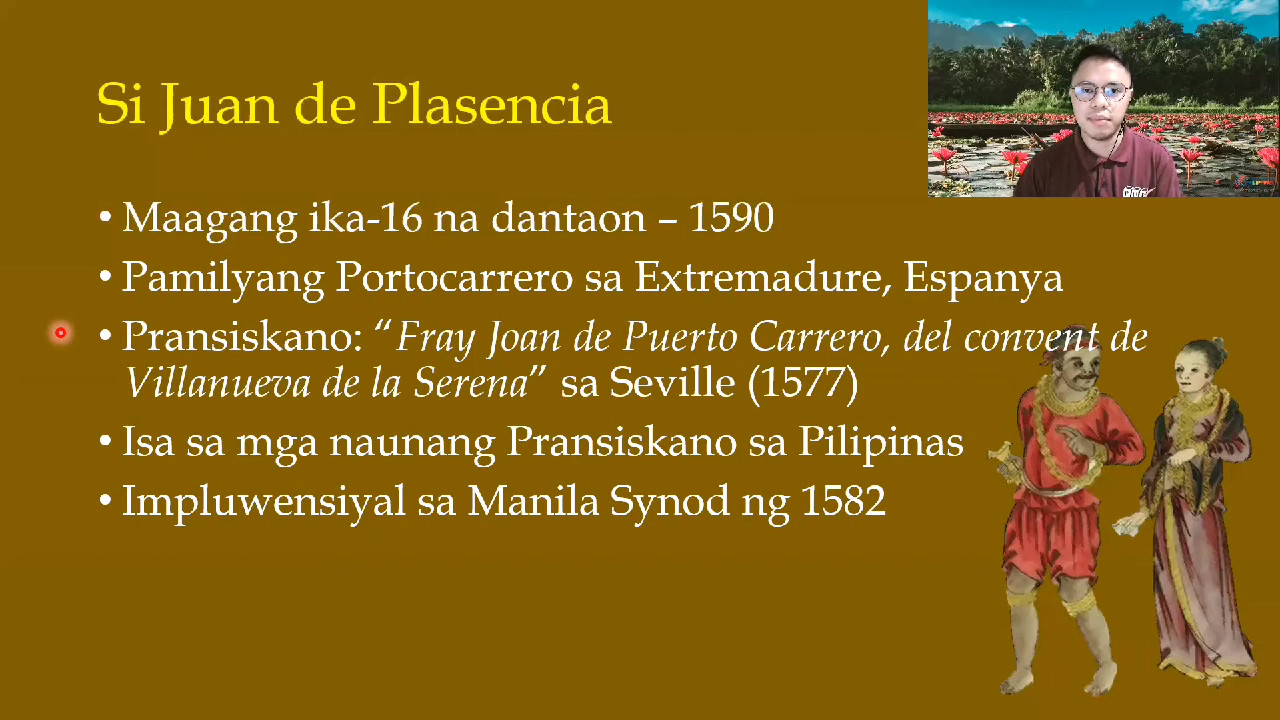 Si Juan de Plasencia
• Maagang ika-16 na dantaon – 1590
• Pamilyang Portocarrero sa Extremadure, Espanya
• Pransiskano: “Fray Joan de Puerto Carrero, del convent de
Villanueva de la Serena” sa Seville (1577)
• Isa sa mga naunang Pransiskano sa Pilipinas
• Impluwensiyal sa Manila Synod ng 1582